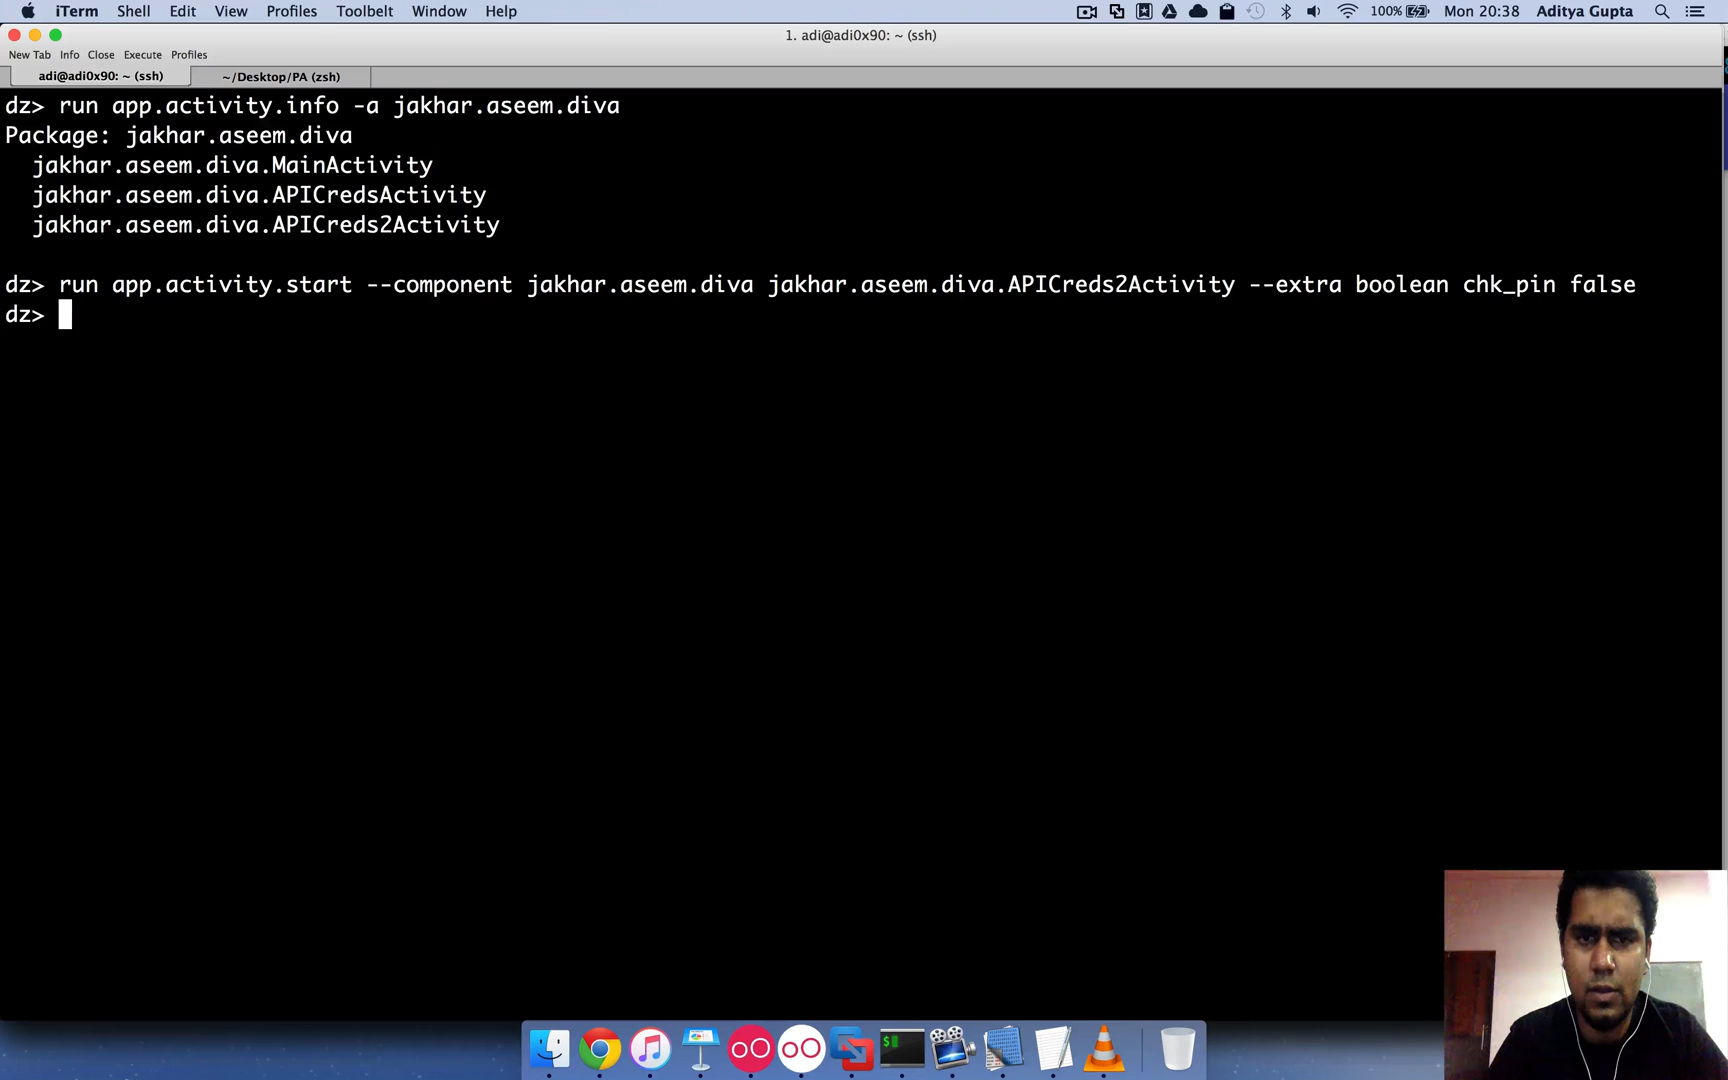 iTerm Shell Edit View Profiles Toolbelt Window Help 100% Mon 20:38 Aditya Gupta
1. adi@adi0x90: ~ (ssh)
New Tab Info Close Execute Profiles
adi@adi0x90: ~ (ssh) ~/Desktop/PA (zsh)
dz> run app.activity.info -a jakhar.aseem.diva
Package: jakhar.aseem.diva
jakhar.aseem.diva.MainActivity
jakhar.aseem.diva.APICredsActivity
jakhar.aseem.diva.APICreds2Activity
dz> run app.activity.start --component jakhar.aseem.diva jakhar.aseem.diva.APICreds2Activity --extra boolean chk_pin false
dz>